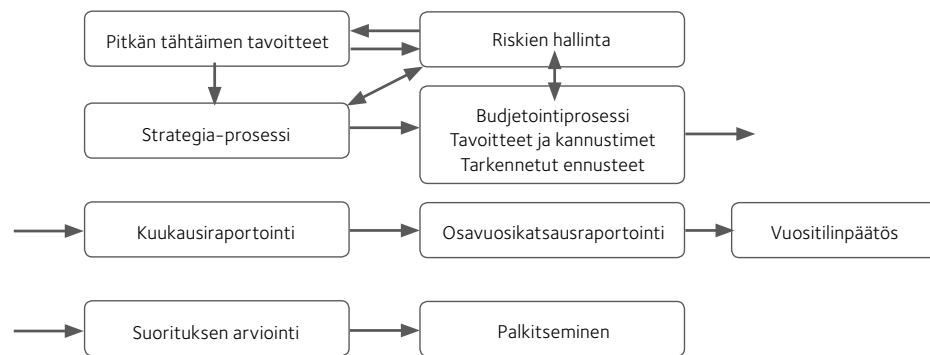 Pitkän tähtäimen tavoitteet
Riskien hallinta
Strategia-prosessi
Budjetointiprosessi
Tavoitteet ja kannustimet
Tarkennetut ennusteet
Kuukausiraportointi
Osavuosikatsausraportointi
Vuositilinpäätös
Suorituksen arviointi
Palkitseminen